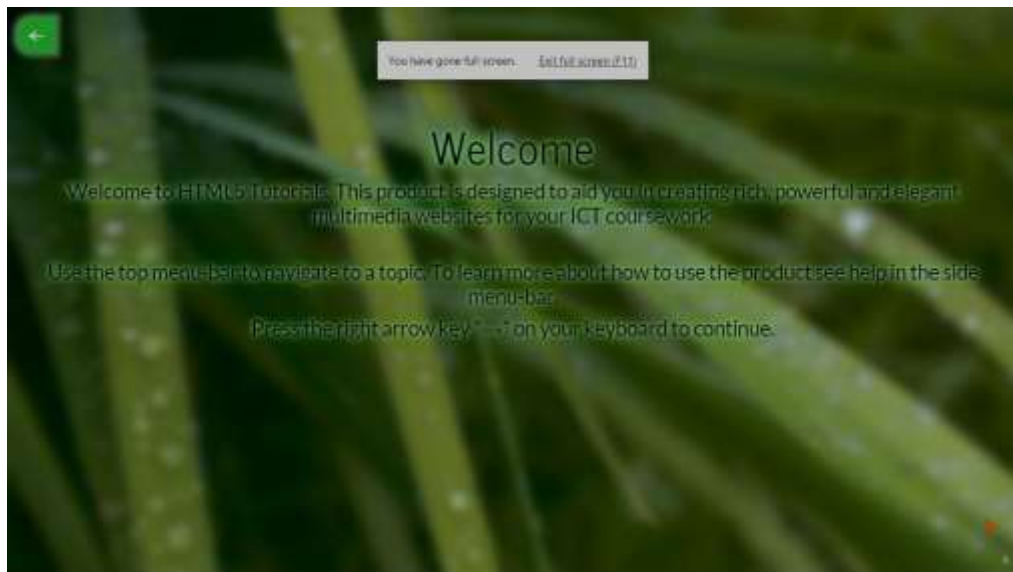 You have gone full screen. Exit full screen (F11)
Welcome
Welcome to HTML5 Tutorials. This product is designed to aid you in creating rich, powerful and elegant
multimedia websites for your ICT coursework.
Use the top menu-bar to navigate to a topic. To learn more about how to use the product see help in the side
menu-bar.
Press the right arrow key "→" on your keyboard to continue.